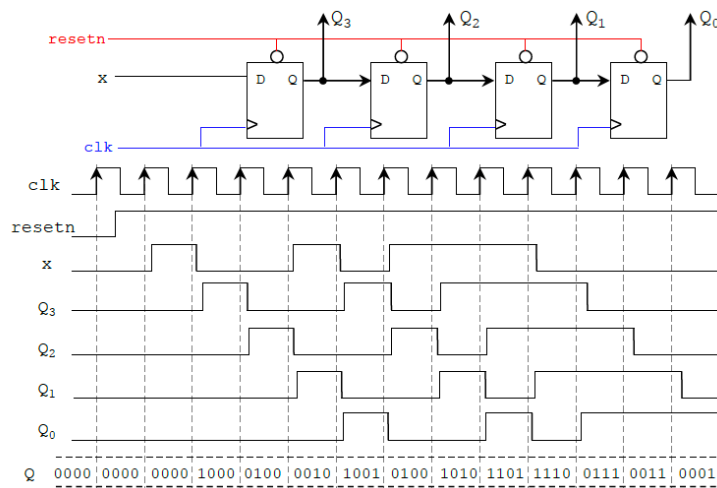 Q3 Q2 Q1 Q0
resetn
x D Q D Q D Q D Q
clk
clk
resetn
x
Q3
Q2
Q1
Q0
Q 0000 0000 0000 1000 0100 0010 1001 0100 1010 1101 1110 0111 0011 0001